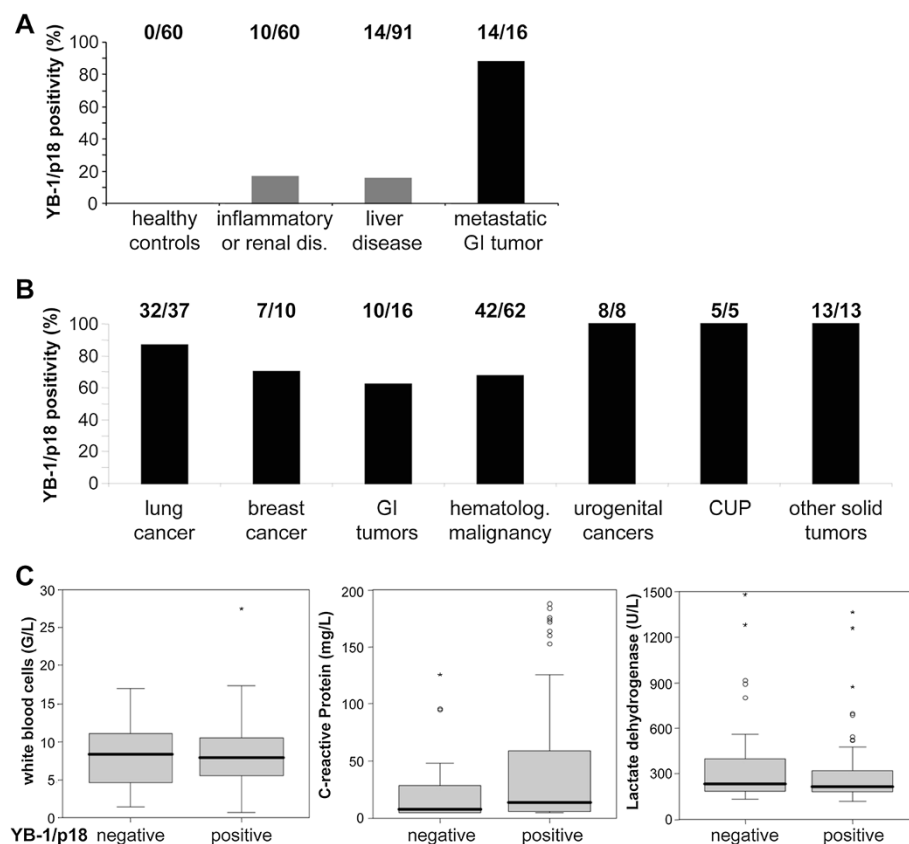 A
0/60 10/60 14/91 14/16
YB-1/p18 positivity (%)
100
80
60
40
20
0
healthy controls
inflammatory or renal dis.
liver disease
metastatic GI tumor
B
32/37 7/10 10/16 42/62 8/8 5/5 13/13
YB-1/p18 positivity (%)
100
80
60
40
20
0
lung cancer
breast cancer
GI tumors
hematolog. malignancy
urogenital cancers
CUP
other solid tumors
C
white blood cells (G/L)
30
25
20
15
10
5
0
C-reactive Protein (mg/L)
200
150
100
50
0
Lactate dehydrogenase (U/L)
1500
1200
900
600
300
0
YB-1/p18 negative positive negative positive negative positive